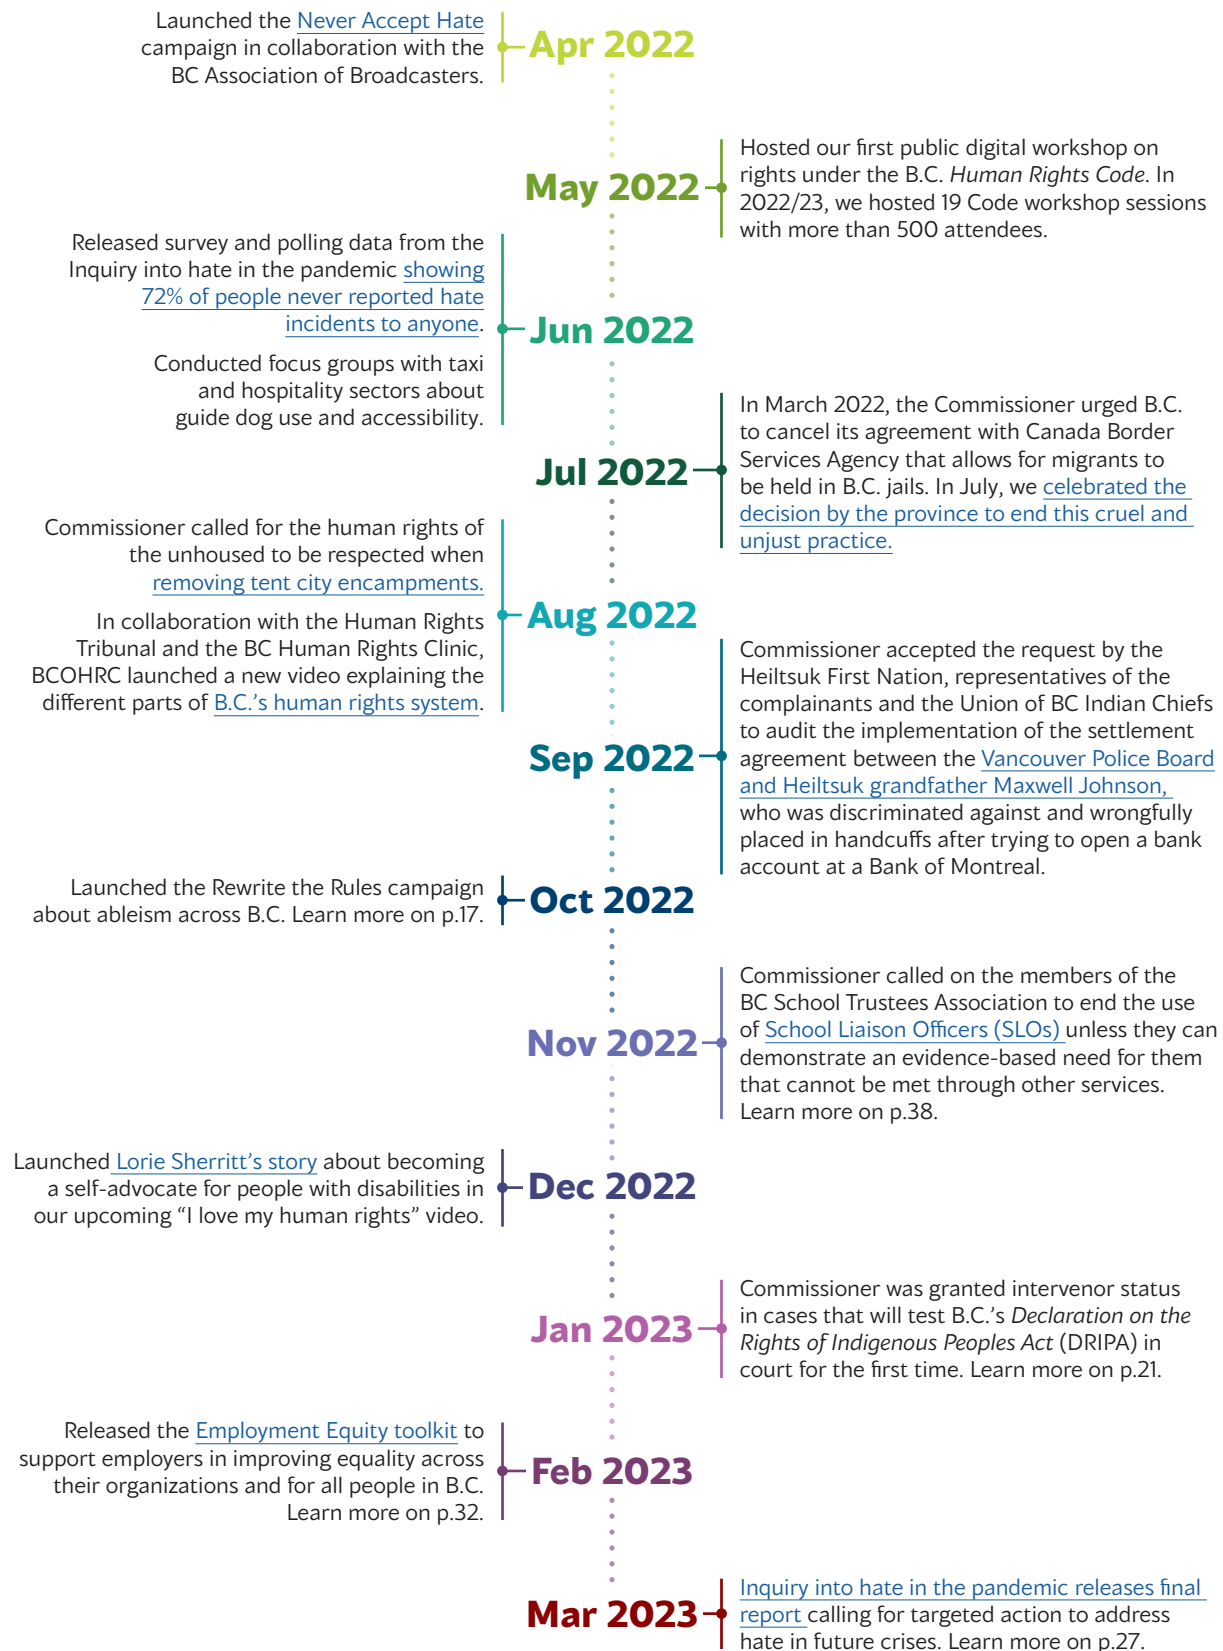 Launched the Never Accept Hate
campaign in collaboration with the
BC Association of Broadcasters.
Apr 2022
May 2022
Hosted our first public digital workshop on
rights under the B.C. Human Rights Code. In
2022/23, we hosted 19 Code workshop sessions
with more than 500 attendees.
Released survey and polling data from the
Inquiry into hate in the pandemic showing
72% of people never reported hate
incidents to anyone.
Conducted focus groups with taxi
and hospitality sectors about
guide dog use and accessibility.
Jun 2022
Jul 2022
In March 2022, the Commissioner urged B.C.
to cancel its agreement with Canada Border
Services Agency that allows for migrants to
be held in B.C. jails. In July, we celebrated the
decision by the province to end this cruel and
unjust practice.
Commissioner called for the human rights of
the unhoused to be respected when
removing tent city encampments.
In collaboration with the Human Rights
Tribunal and the BC Human Rights Clinic,
BCOHRC launched a new video explaining the
different parts of B.C.’s human rights system.
Aug 2022
Sep 2022
Commissioner accepted the request by the
Heiltsuk First Nation, representatives of the
complainants and the Union of BC Indian Chiefs
to audit the implementation of the settlement
agreement between the Vancouver Police Board
and Heiltsuk grandfather Maxwell Johnson,
who was discriminated against and wrongfully
placed in handcuffs after trying to open a bank
account at a Bank of Montreal.
Launched the Rewrite the Rules campaign
about ableism across B.C. Learn more on p.17.
Oct 2022
Nov 2022
Commissioner called on the members of the
BC School Trustees Association to end the use
of School Liaison Officers (SLOs) unless they can
demonstrate an evidence-based need for them
that cannot be met through other services.
Learn more on p.38.
Launched Lorie Sherritt’s story about becoming
a self-advocate for people with disabilities in
our upcoming “I love my human rights” video.
Dec 2022
Jan 2023
Commissioner was granted intervenor status
in cases that will test B.C.’s Declaration on the
Rights of Indigenous Peoples Act (DRIPA) in
court for the first time. Learn more on p.21.
Released the Employment Equity toolkit to
support employers in improving equality across
their organizations and for all people in B.C.
Learn more on p.32.
Feb 2023
Mar 2023
Inquiry into hate in the pandemic releases final
report calling for targeted action to address
hate in future crises. Learn more on p.27.